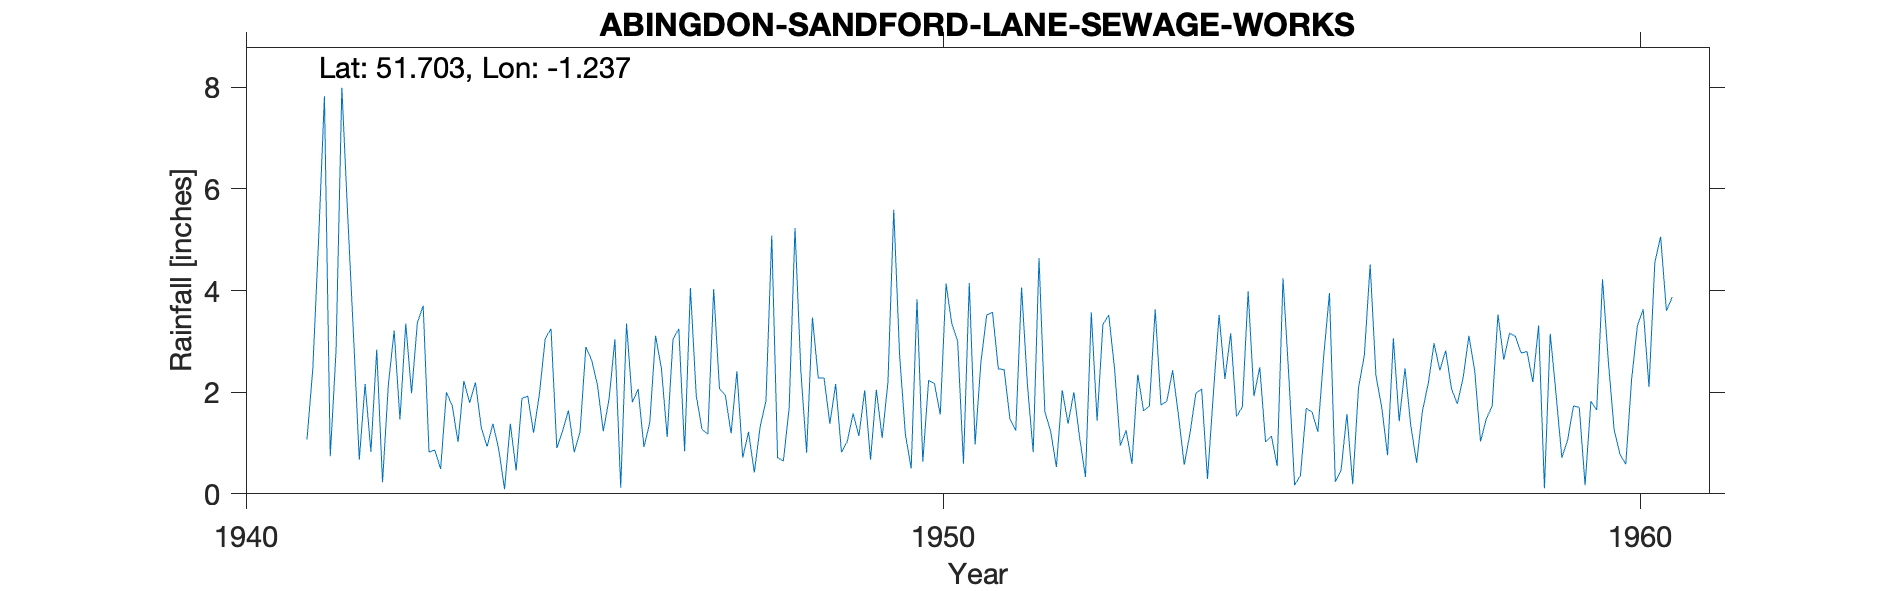 ABINGDON-SANDFORD-LANE-SEWAGE-WORKS
Lat: 51.703, Lon: -1.237
8
6
4
2
0
Rainfall [inches]
1940 1950 1960
Year